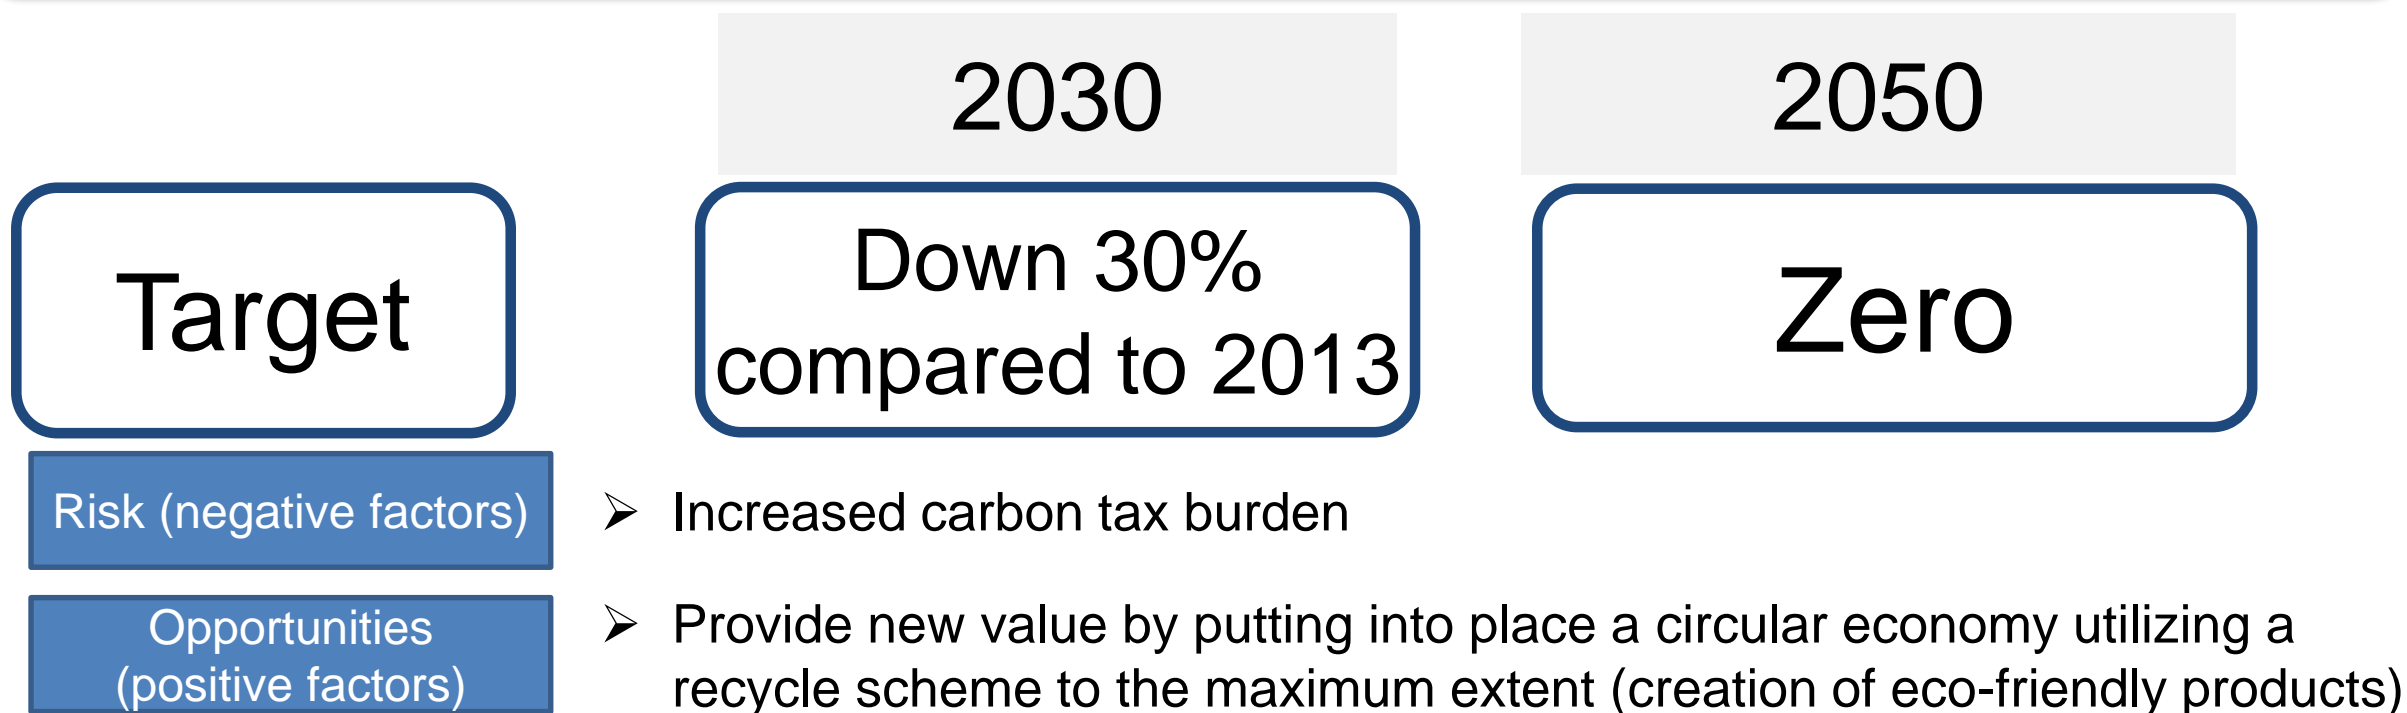 2030
2050
Target
Down 30%
compared to 2013
Zero
Risk (negative factors)
➢ Increased carbon tax burden
Opportunities
(positive factors)
➢ Provide new value by putting into place a circular economy utilizing a
recycle scheme to the maximum extent (creation of eco-friendly products)